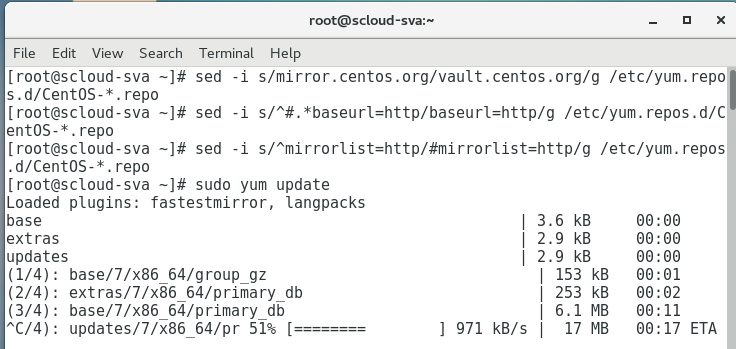 root@scloud-sva:~
File Edit View Search Terminal Help
[root@scloud-sva ~]# sed -i s/mirror.centos.org/vault.centos.org/g /etc/yum.repo
s.d/CentOS-*.repo
[root@scloud-sva ~]# sed -i s/^#.*baseurl=http/baseurl=http/g /etc/yum.repos.d/C
entOS-*.repo
[root@scloud-sva ~]# sed -i s/^mirrorlist=http/#mirrorlist=http/g /etc/yum.repos
.d/CentOS-*.repo
[root@scloud-sva ~]# sudo yum update
Loaded plugins: fastestmirror, langpacks
base | 3.6 kB 00:00
extras | 2.9 kB 00:00
updates | 2.9 kB 00:00
(1/4): base/7/x86_64/group_gz | 153 kB 00:01
(2/4): extras/7/x86_64/primary_db | 253 kB 00:02
(3/4): base/7/x86_64/primary_db | 6.1 MB 00:11
^C/4): updates/7/x86_64/pr 51% [======== ] 971 kB/s | 17 MB 00:17 ETA